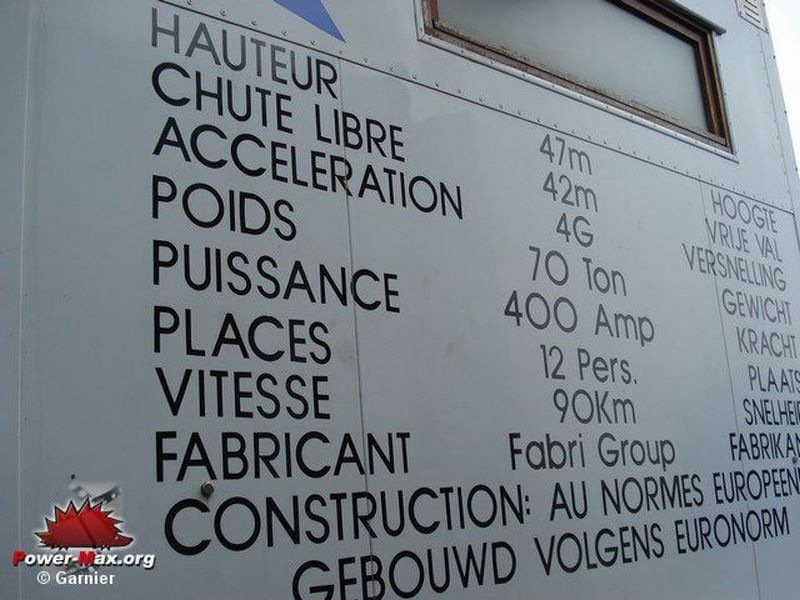 HAUTEUR 47m HOOGTE
CHUTE LIBRE 42m VRIJE VAL
ACCELERATION 4G VERSNELLING
POIDS 70 Ton GEWICHT
PUISSANCE 400 Amp KRACHT
PLACES 12 Pers. PLAATS
VITESSE 90Km SNELHEI
FABRICANT Fabri Group FABRIKAN
CONSTRUCTION: AU NORMES EUROPEEN
GEBOUWD VOLGENS EURONORM
Power-Max.org
© Garnier